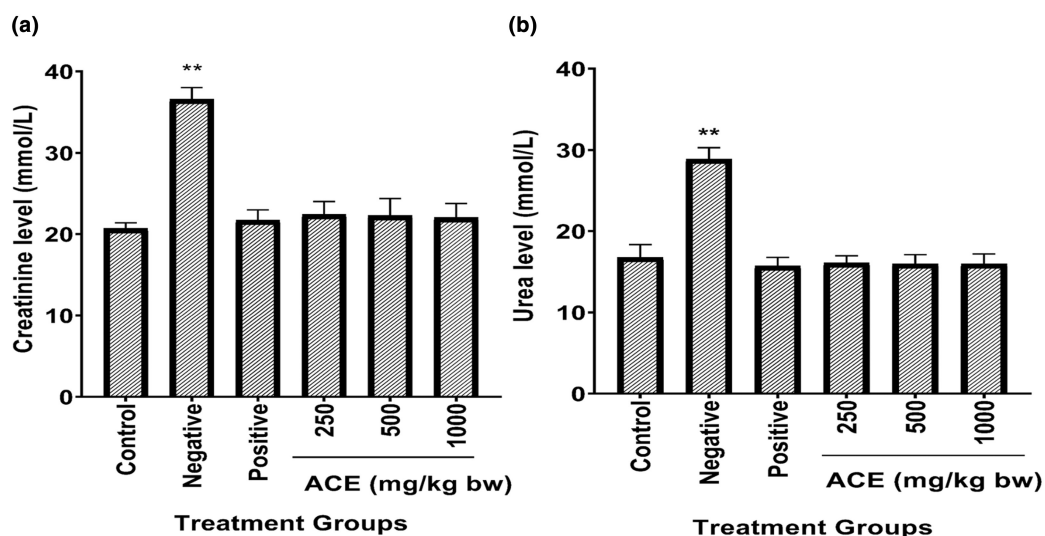 (a)
Creatinine level (mmol/L)
40
30
20
10
0
**
Control
Negative
Positive
250
500
1000
ACE (mg/kg bw)
Treatment Groups
(b)
Urea level (mmol/L)
40
30
20
10
0
**
Control
Negative
Positive
250
500
1000
ACE (mg/kg bw)
Treatment Groups